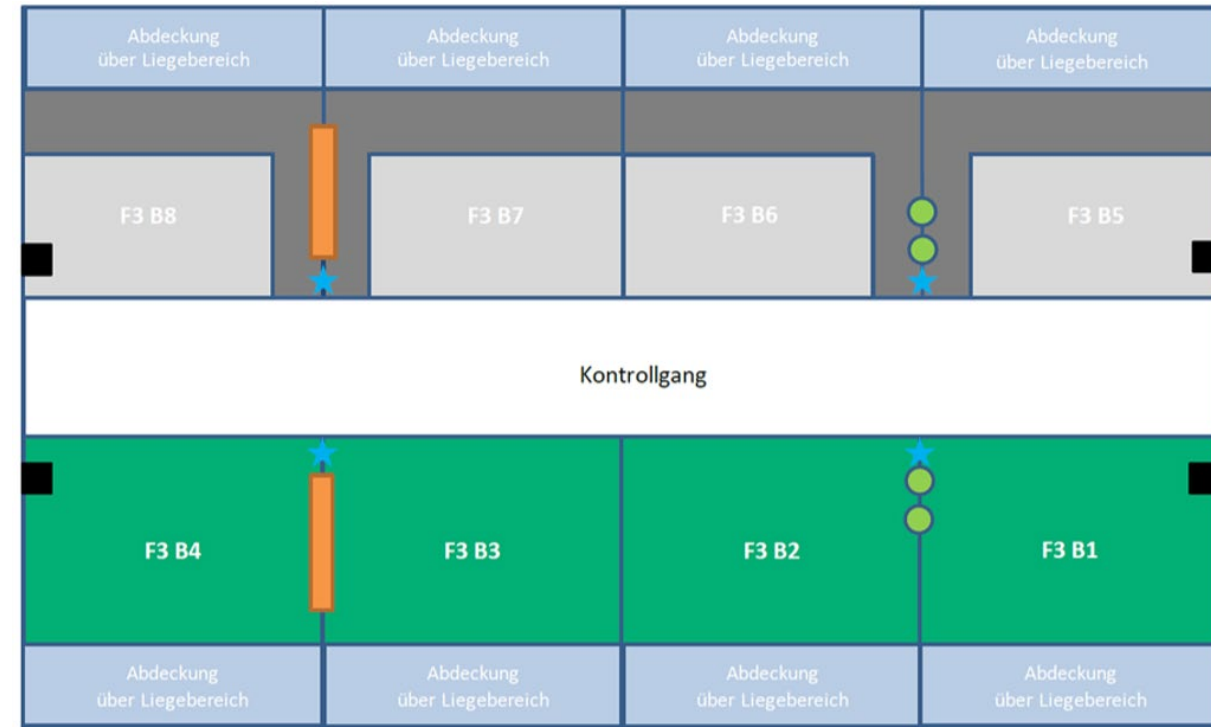 Abdeckung
über Liegebereich
Abdeckung
über Liegebereich
Abdeckung
über Liegebereich
Abdeckung
über Liegebereich
F3 B8
F3 B7
F3 B6
F3 B5
Kontrollgang
F3 B4
F3 B3
F3 B2
F3 B1
Abdeckung
über Liegebereich
Abdeckung
über Liegebereich
Abdeckung
über Liegebereich
Abdeckung
über Liegebereich